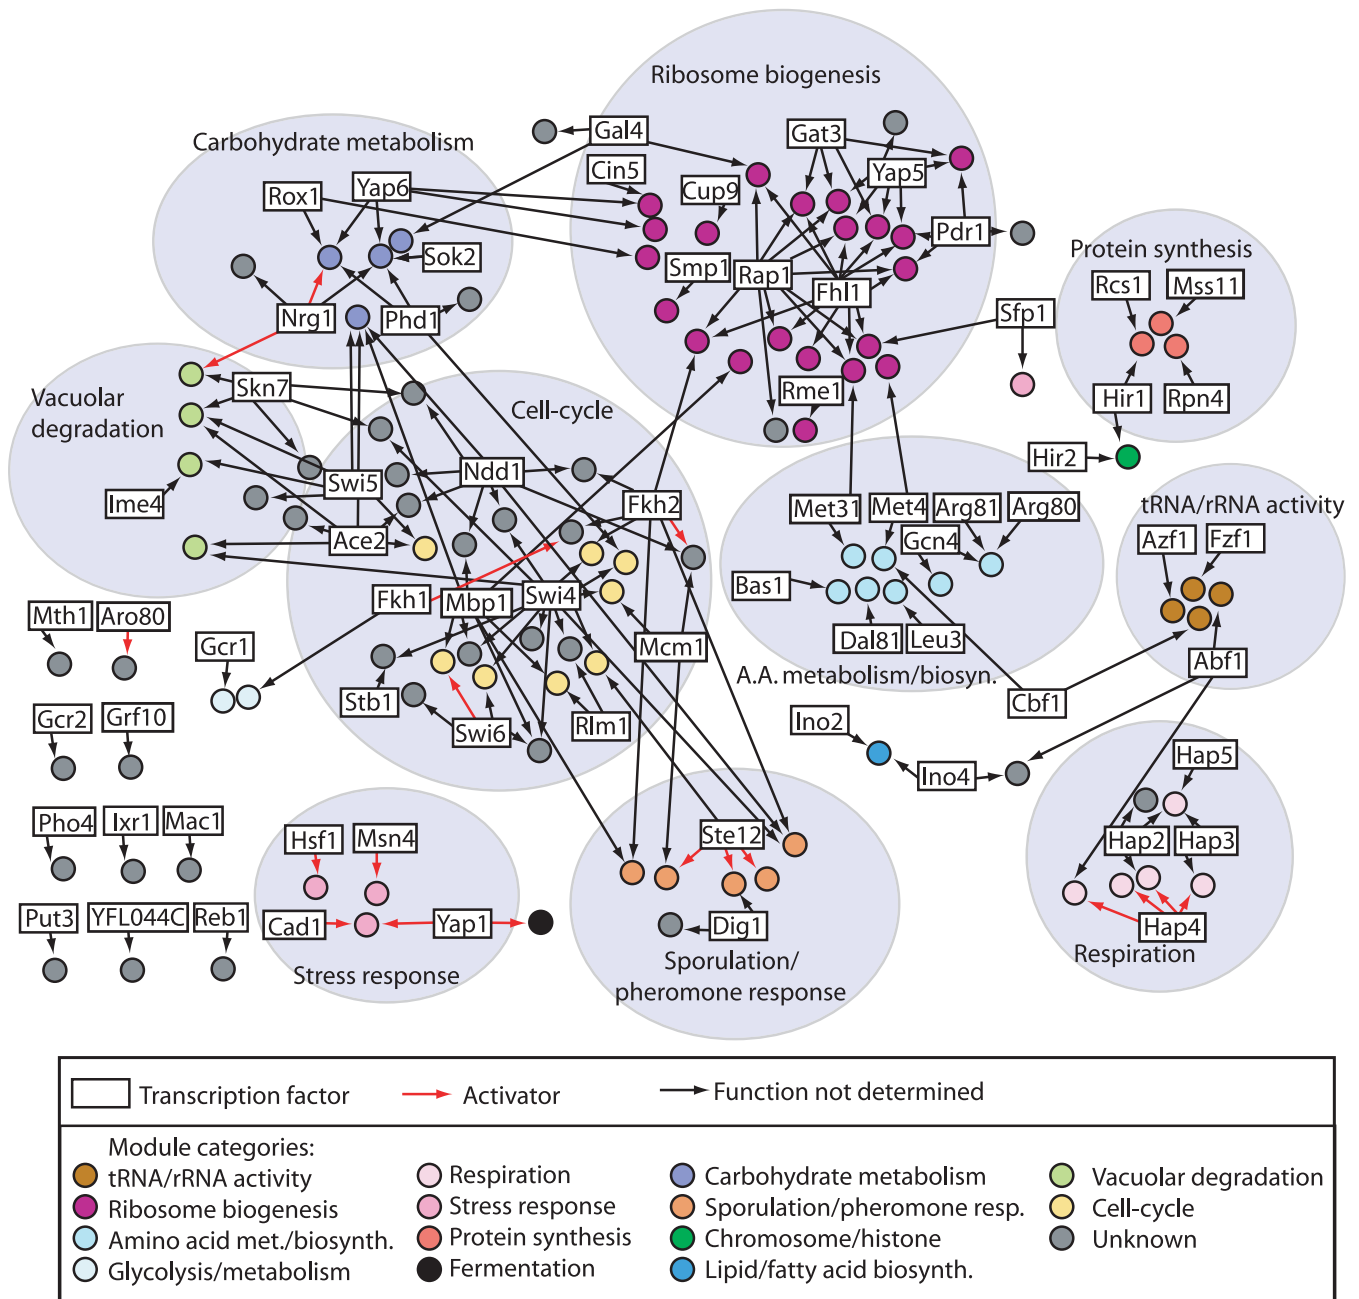 Ribosome biogenesis
Carbohydrate metabolism
Gal4
Gat3
Cin5
Yap5
Rox1
Yap6
Cup9
Pdr1
Sok2
Smp1
Rap1
Fhl1
Protein synthesis
Rcs1
Mss11
Nrg1
Phd1
Sfp1
Vacuolar
degradation
Skn7
Cell-cycle
Rme1
Hir1
Rpn4
Hir2
Ndd1
Swi5
Ime4
Fkh2
Met31
Met4
Arg81
Arg80
tRNA/rRNA activity
Ace2
Gcn4
Azf1
Fzf1
Bas1
Fkh1
Mbp1
Swi4
Mth1
Aro80
Gcr1
Mcm1
Dal81
Leu3
A.A. metabolism/biosyn.
Abf1
Stb1
Cbf1
Gcr2
Grf10
Swi6
Rlm1
Ino2
Ino4
Hap5
Pho4
Ixr1
Mac1
Hsf1
Msn4
Ste12
Hap2
Hap3
Put3
YFL044C
Reb1
Cad1
Yap1
Dig1
Hap4
Respiration
Stress response
Sporulation/
pheromone response
Transcription factor
Activator
Function not determined
Module categories:
tRNA/rRNA activity
Respiration
Carbohydrate metabolism
Vacuolar degradation
Ribosome biogenesis
Stress response
Sporulation/pheromone resp.
Cell-cycle
Amino acid met./biosynth.
Protein synthesis
Chromosome/histone
Unknown
Glycolysis/metabolism
Fermentation
Lipid/fatty acid biosynth.